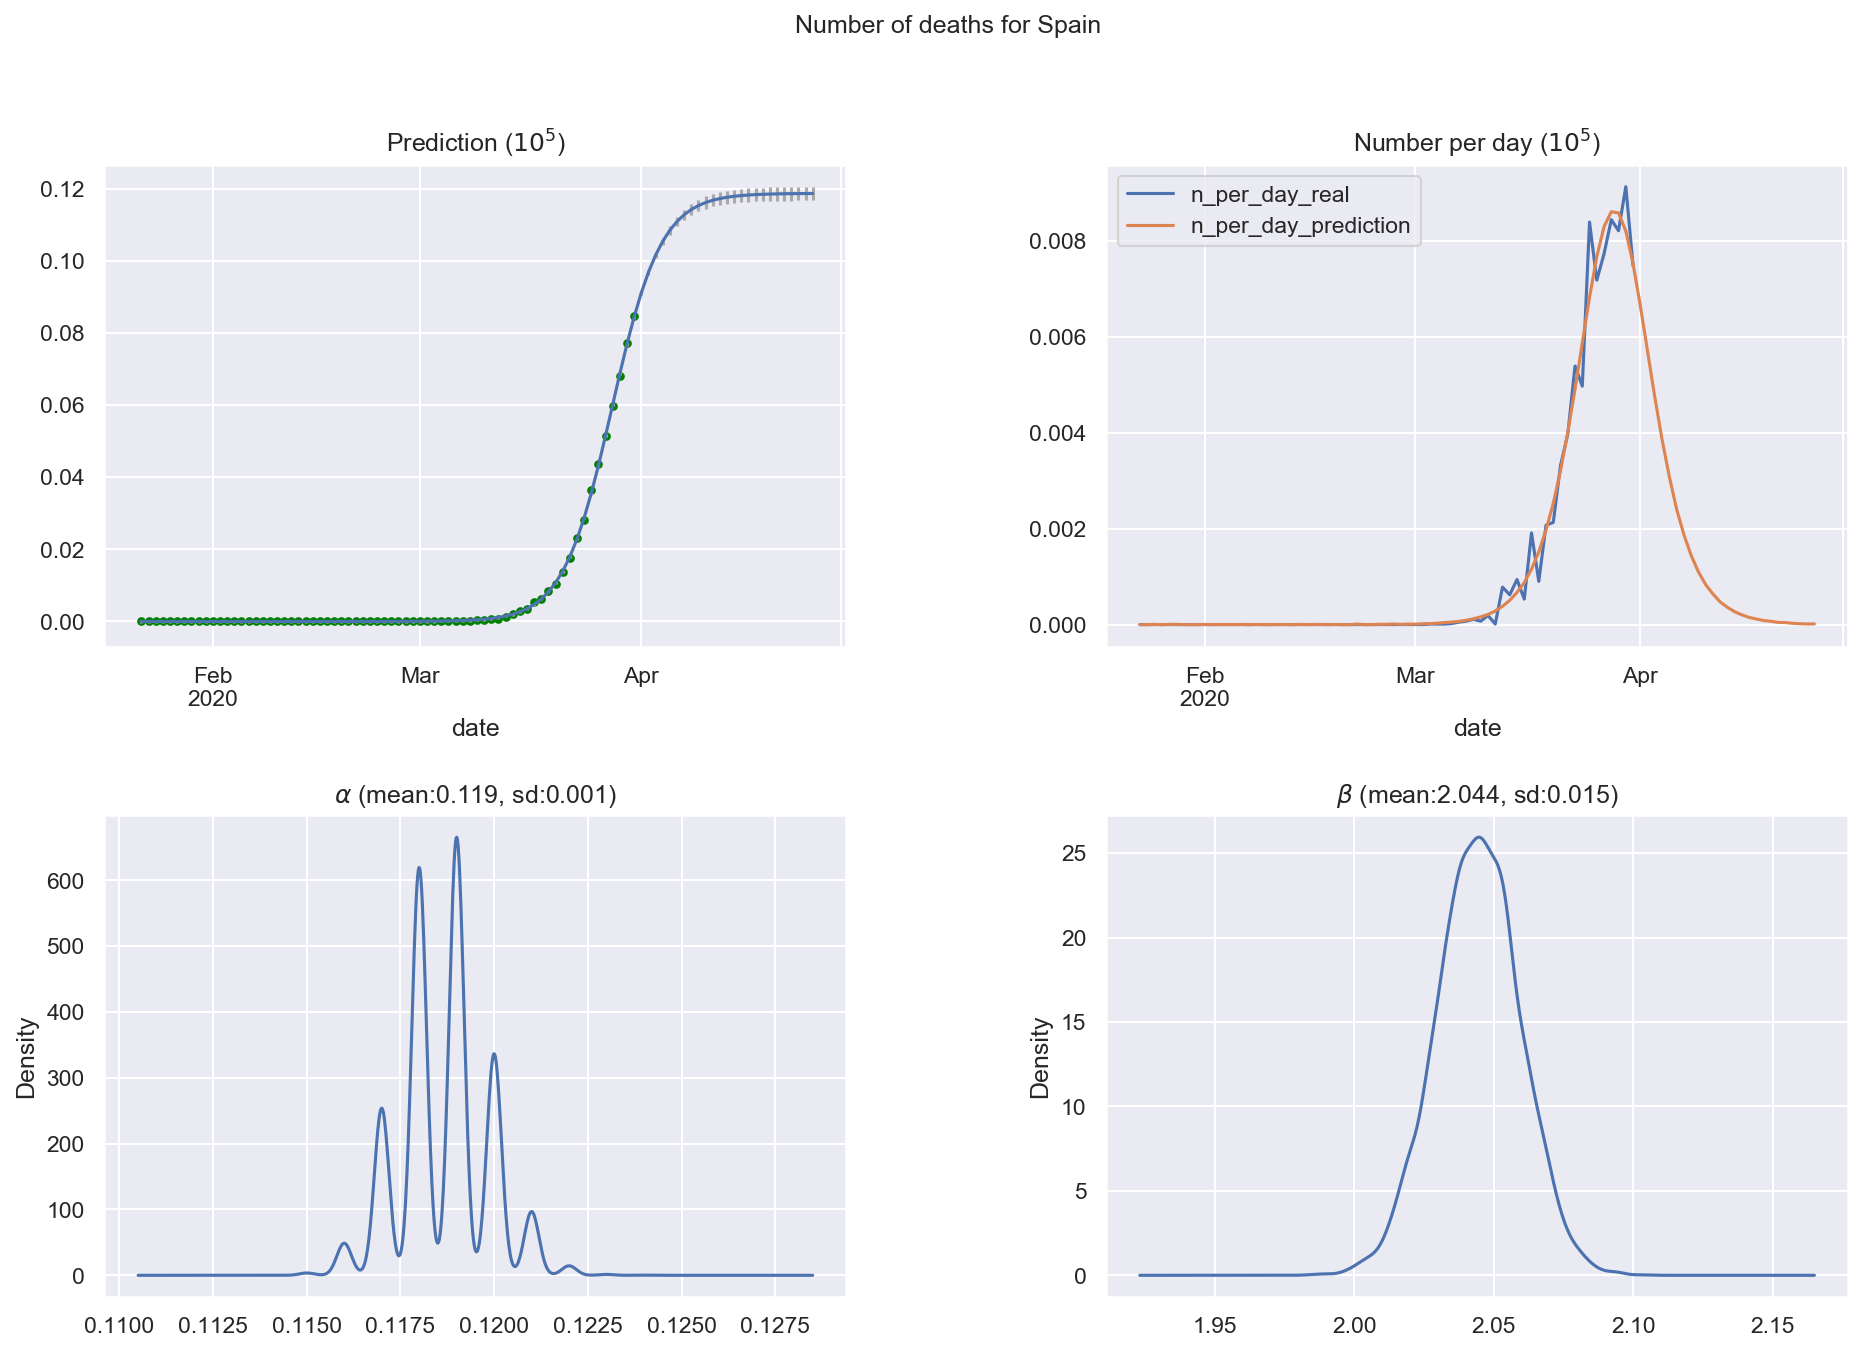 Number of deaths for Spain
Prediction (10⁵)
0.12
0.10
0.08
0.06
0.04
0.02
0.00
Feb
2020
Mar
Apr
date
Number per day (10⁵)
n_per_day_real
n_per_day_prediction
0.008
0.006
0.004
0.002
0.000
Feb
2020
Mar
Apr
date
α (mean:0.119, sd:0.001)
Density
600
500
400
300
200
100
0
0.1100 0.1125 0.1150 0.1175 0.1200 0.1225 0.1250 0.1275
β (mean:2.044, sd:0.015)
Density
25
20
15
10
5
0
1.95 2.00 2.05 2.10 2.15